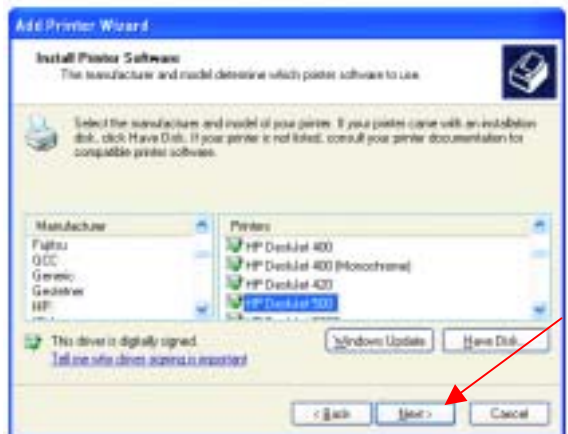 Add Printer Wizard
Install Printer Software
The manufacturer and model determine which printer software to use.
Select the manufacturer and model of your printer. If your printer came with an installation
disk, click Have Disk. If your printer is not listed, consult your printer documentation for
compatible printer software.
Manufacturer
Fujitsu
GCC
Generic
Gestetner
HP
Printers
HP DeskJet 400
HP DeskJet 400 (Monochrome)
HP DeskJet 420
HP DeskJet 500
This driver is digitally signed.
Tell me why driver signing is important
Windows Update
Have Disk...
< Back
Next >
Cancel